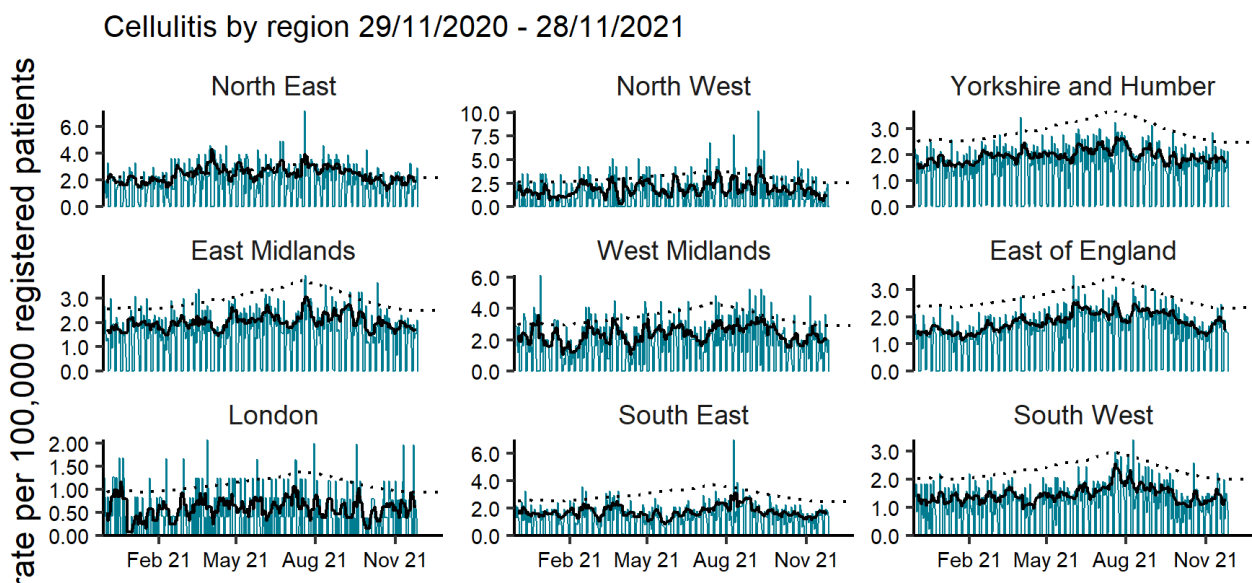 Cellulitis by region 29/11/2020 - 28/11/2021
rate per 100,000 registered patients
North East
6.0
4.0
2.0
0.0
North West
10.0
7.5
5.0
2.5
0.0
Yorkshire and Humber
3.0
2.0
1.0
0.0
East Midlands
3.0
2.0
1.0
0.0
West Midlands
6.0
4.0
2.0
0.0
East of England
3.0
2.0
1.0
0.0
London
2.00
1.50
1.00
0.50
0.00
Feb 21 May 21 Aug 21 Nov 21
South East
6.0
4.0
2.0
0.0
Feb 21 May 21 Aug 21 Nov 21
South West
3.0
2.0
1.0
0.0
Feb 21 May 21 Aug 21 Nov 21